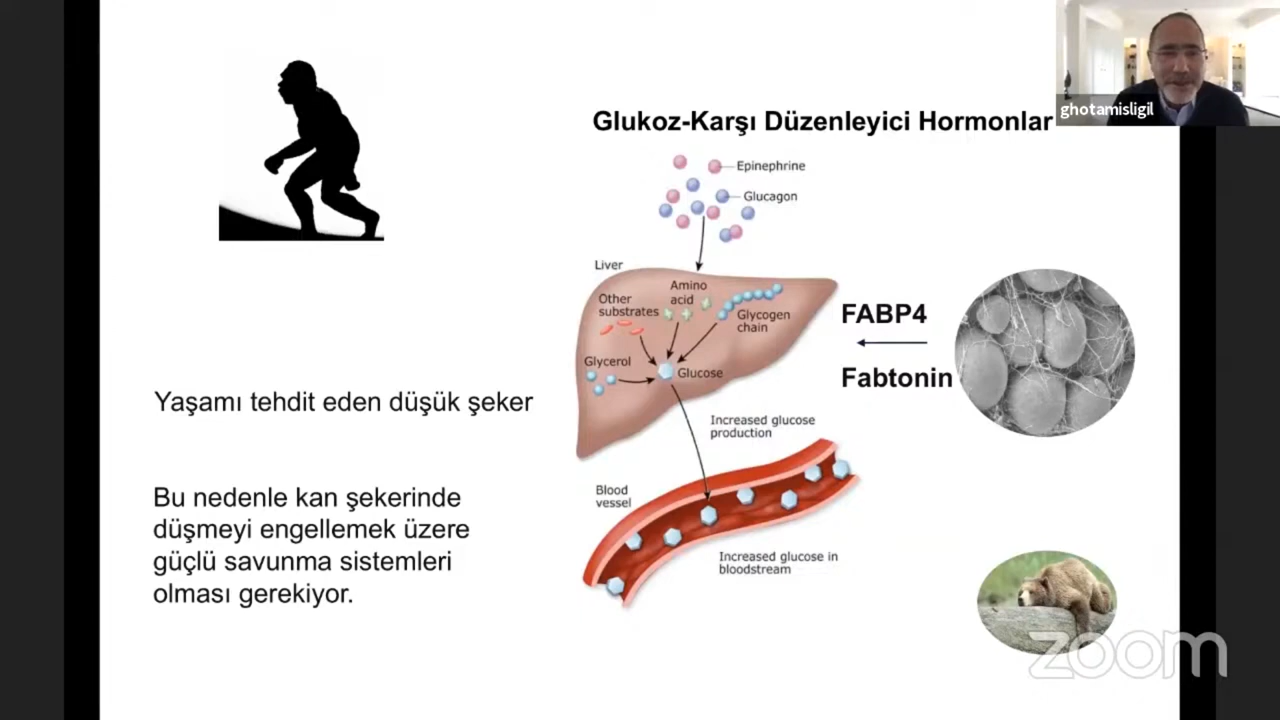 ghotamisligil
Glukoz-Karşı Düzenleyici Hormonlar
Epinephrine
Glucagon
Liver
Amino
acid
Other
substrates
Glycogen
chain
Glycerol
Glucose
FABP4
Fabtonin
Yaşamı tehdit eden düşük şeker
Increased glucose
production
Bu nedenle kan şekerinde
düşmeyi engellemek üzere
güçlü savunma sistemleri
olması gerekiyor.
Blood
vessel
Increased glucose in
bloodstream
zoom